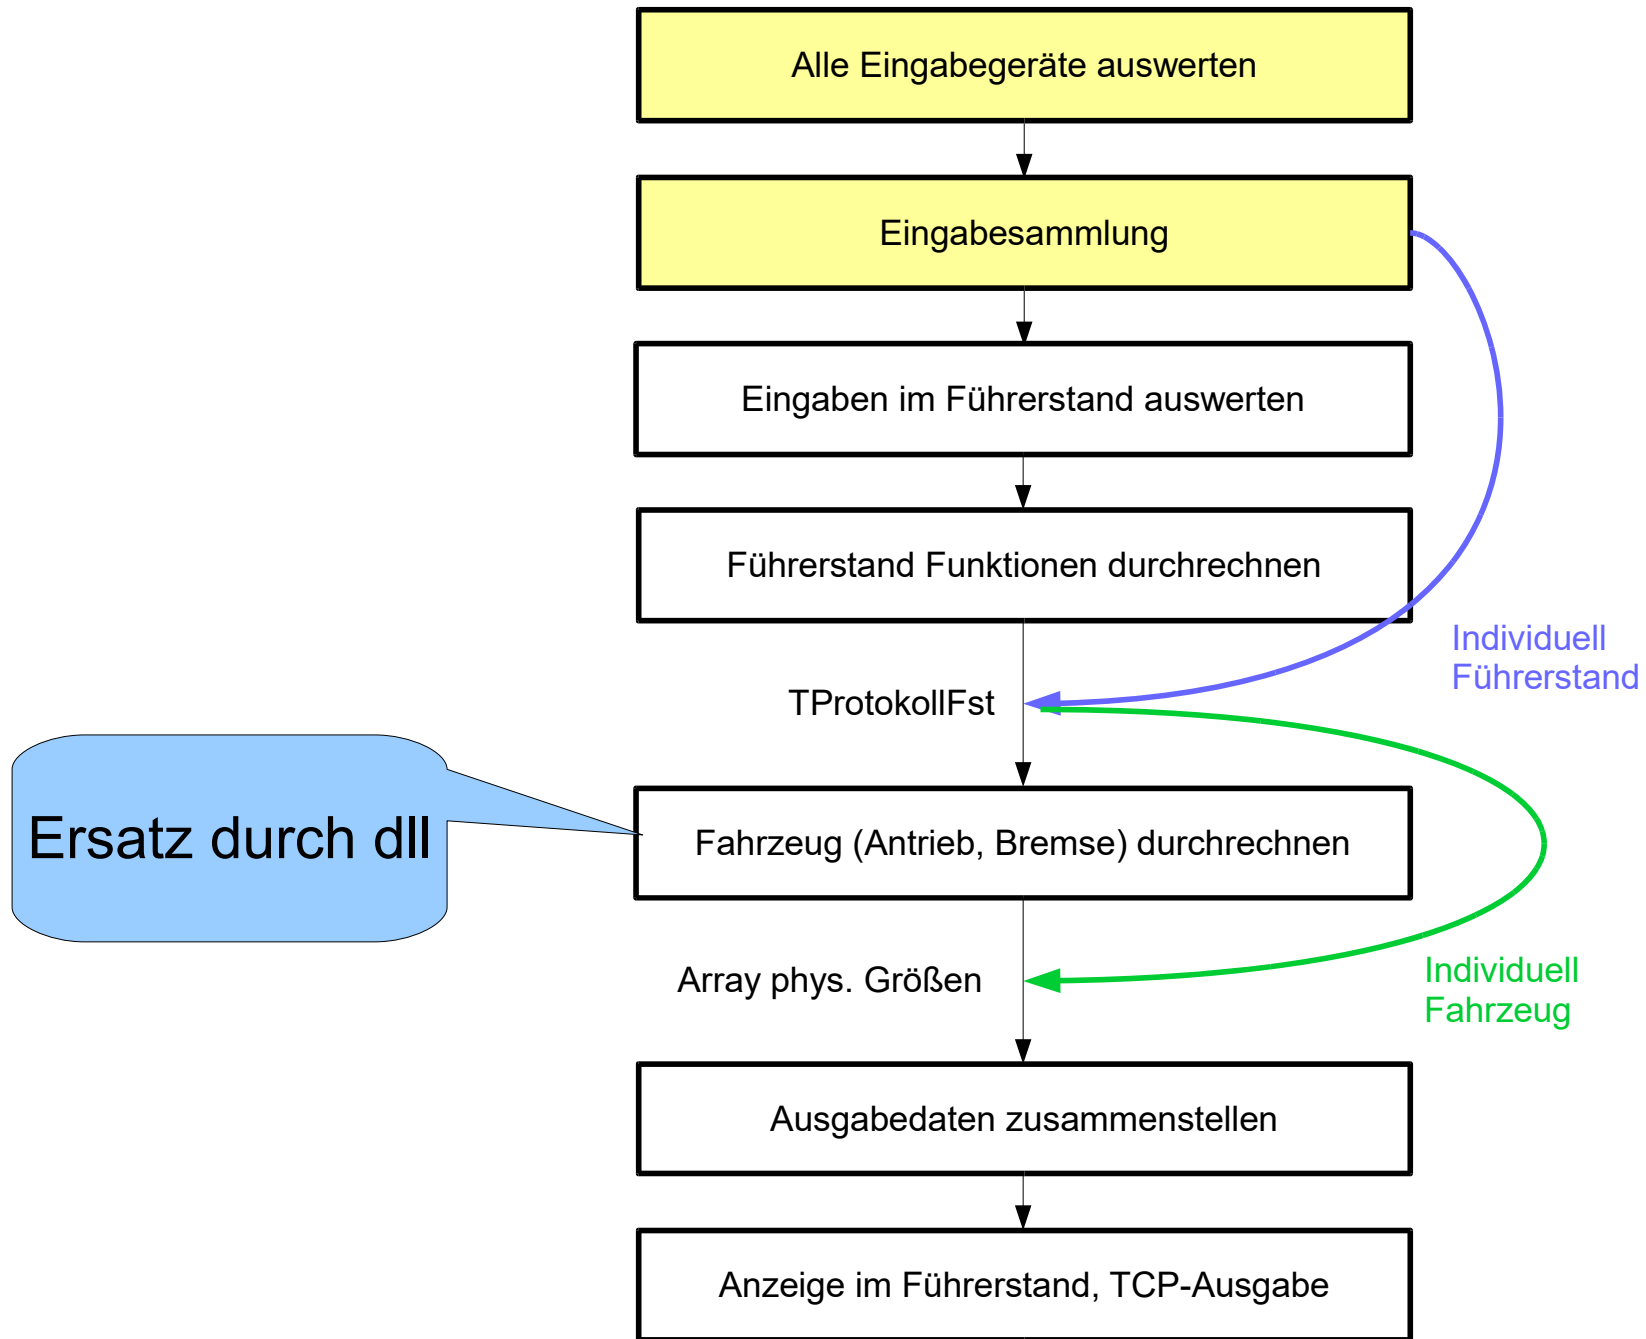 Alle Eingabegeräte auswerten
Eingabesammlung
Eingaben im Führerstand auswerten
Führerstand Funktionen durchrechnen
Individuell
Führerstand
TProtokollFst
Ersatz durch dll
Fahrzeug (Antrieb, Bremse) durchrechnen
Array phys. Größen
Individuell
Fahrzeug
Ausgabedaten zusammenstellen
Anzeige im Führerstand, TCP-Ausgabe